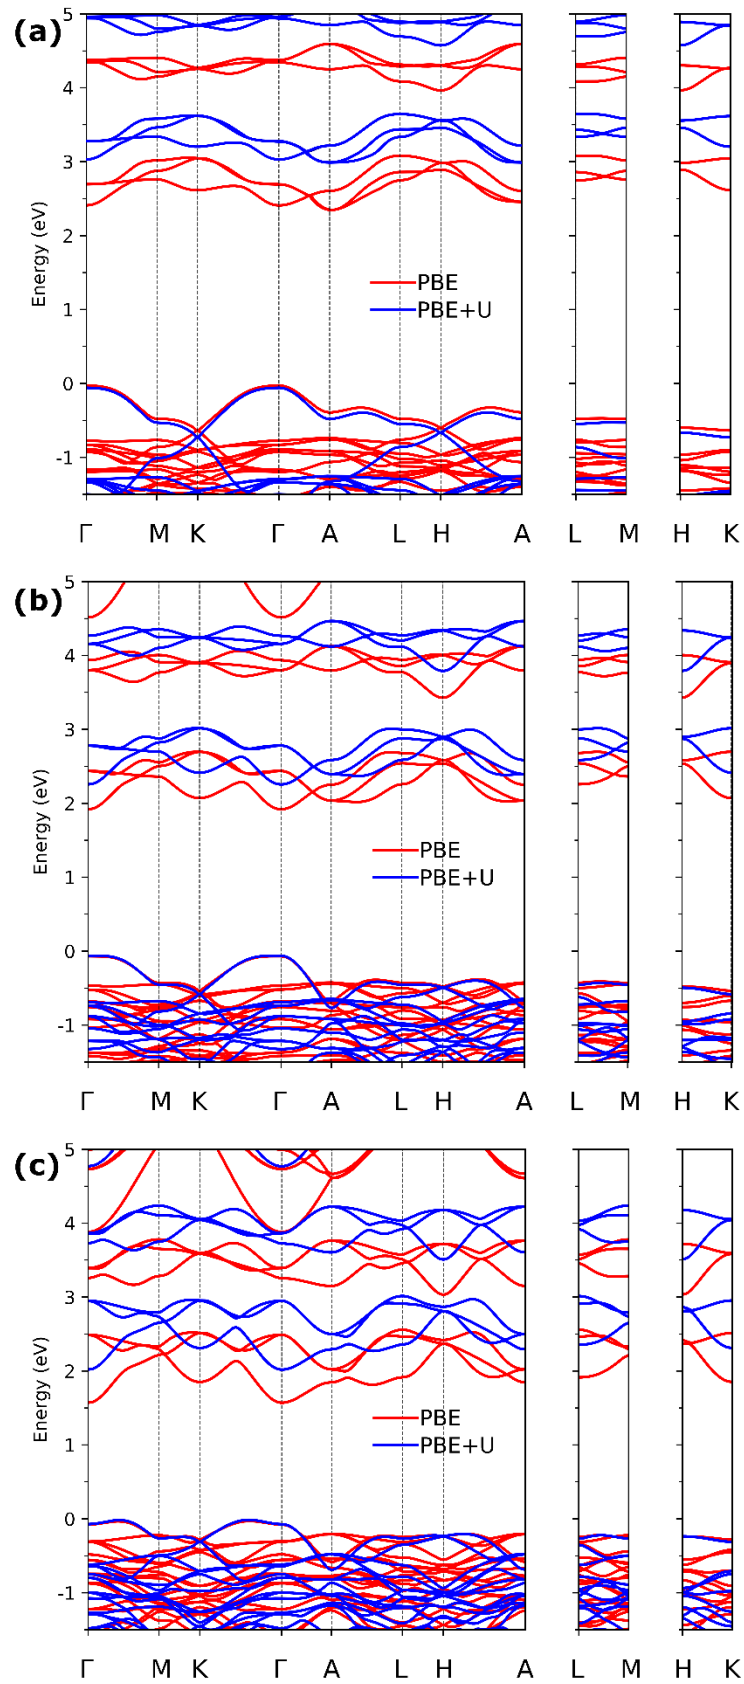 (a)
5
4
3
2
1
0
-1
Energy (eV)
PBE
PBE+U
Γ M K Γ A L H A L M H K
(b)
5
4
3
2
1
0
-1
Energy (eV)
PBE
PBE+U
Γ M K Γ A L H A L M H K
(c)
5
4
3
2
1
0
-1
Energy (eV)
PBE
PBE+U
Γ M K Γ A L H A L M H K